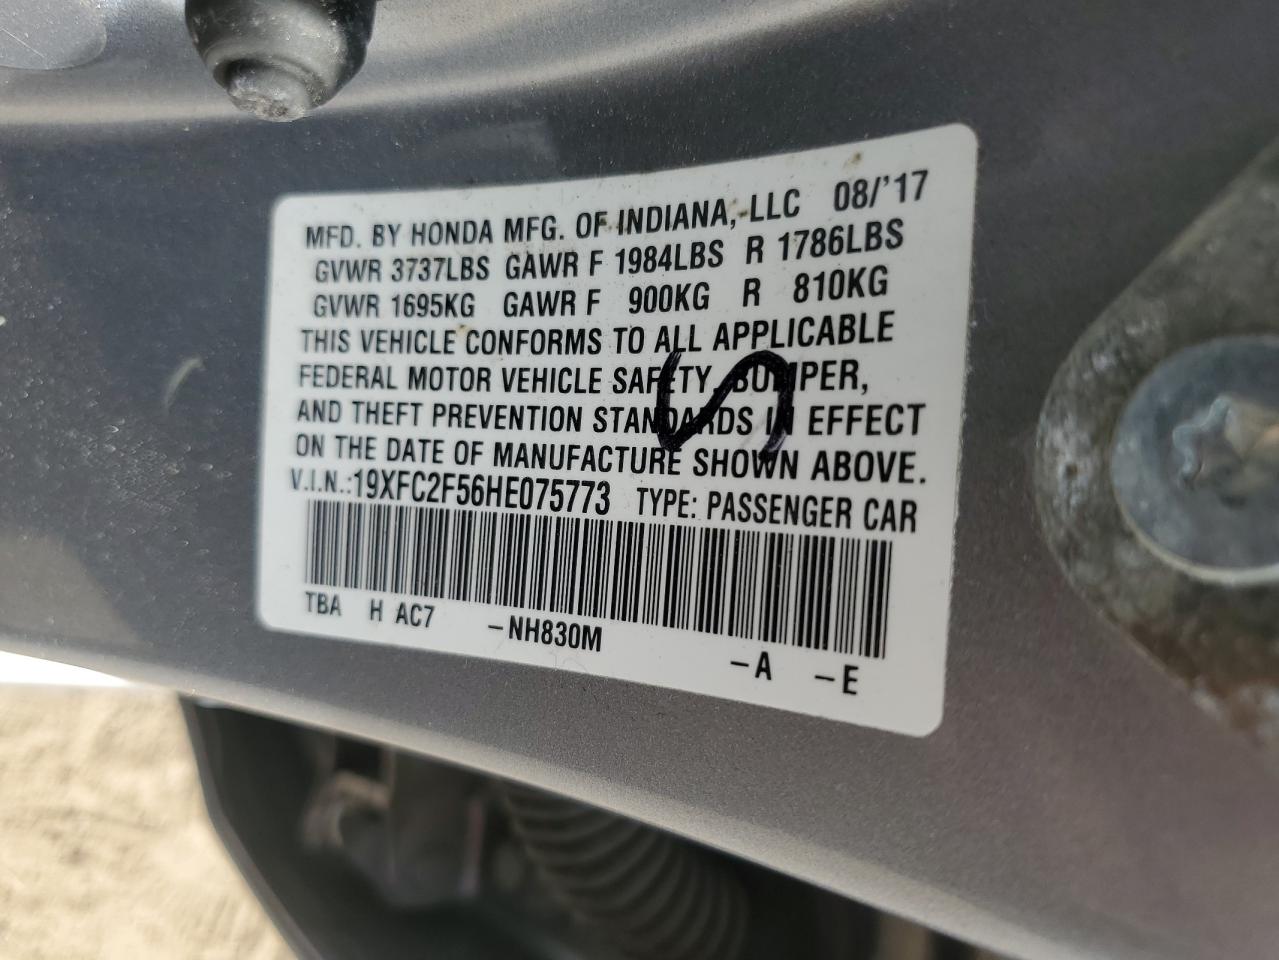 MFD. BY HONDA MFG. OF INDIANA, LLC 08/'17
GVWR 3737LBS GAWR F 1984LBS R 1786LBS
GVWR 1695KG GAWR F 900KG R 810KG
THIS VEHICLE CONFORMS TO ALL APPLICABLE
FEDERAL MOTOR VEHICLE SAFETY, BUMPER,
AND THEFT PREVENTION STANDARDS IN EFFECT
ON THE DATE OF MANUFACTURE SHOWN ABOVE.
V.I.N.:19XFC2F56HE075773 TYPE: PASSENGER CAR
TBA H AC7 -NH830M -A -E